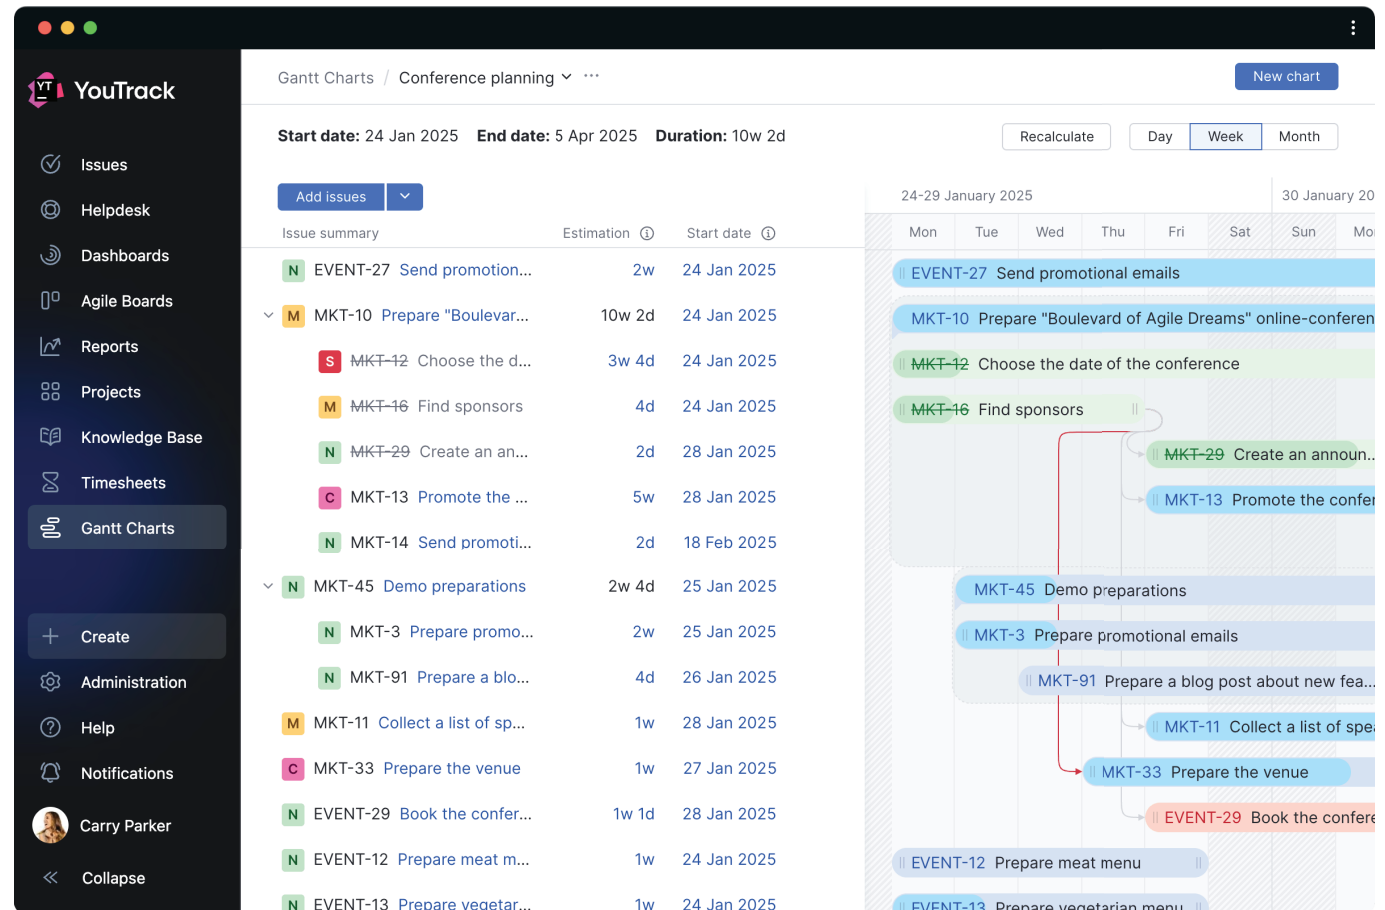 YT YouTrack
Issues
Helpdesk
Dashboards
Agile Boards
Reports
Projects
Knowledge Base
Timesheets
Gantt Charts
Create
Administration
Help
Notifications
Carry Parker
Collapse
Gantt Charts / Conference planning ...
New chart
Start date: 24 Jan 2025 End date: 5 Apr 2025 Duration: 10w 2d
Recalculate
Day Week Month
Add issues
Issue summary Estimation Start date
N EVENT-27 Send promotion... 2w 24 Jan 2025
M MKT-10 Prepare "Boulevar... 10w 2d 24 Jan 2025
S MKT-12 Choose the d... 3w 4d 24 Jan 2025
M MKT-16 Find sponsors 4d 24 Jan 2025
N MKT-29 Create an an... 2d 28 Jan 2025
C MKT-13 Promote the ... 5w 28 Jan 2025
N MKT-14 Send promoti... 2d 18 Feb 2025
N MKT-45 Demo preparations 2w 4d 25 Jan 2025
N MKT-3 Prepare promo... 2w 25 Jan 2025
N MKT-91 Prepare a blo... 4d 26 Jan 2025
M MKT-11 Collect a list of sp... 1w 28 Jan 2025
C MKT-33 Prepare the venue 1w 27 Jan 2025
N EVENT-29 Book the confer... 1w 1d 28 Jan 2025
N EVENT-12 Prepare meat m... 1w 24 Jan 2025
N EVENT-13 Prepare vegetar... 1w 24 Jan 2025
24-29 January 2025 30 January 20
Mon Tue Wed Thu Fri Sat Sun Mo
EVENT-27 Send promotional emails
MKT-10 Prepare "Boulevard of Agile Dreams" online-conferen
MKT-12 Choose the date of the conference
MKT-16 Find sponsors
MKT-29 Create an announ...
MKT-13 Promote the confer
MKT-45 Demo preparations
MKT-3 Prepare promotional emails
MKT-91 Prepare a blog post about new fea...
MKT-11 Collect a list of spea
MKT-33 Prepare the venue
EVENT-29 Book the confere
EVENT-12 Prepare meat menu
EVENT-13 Prepare vegetarian menu